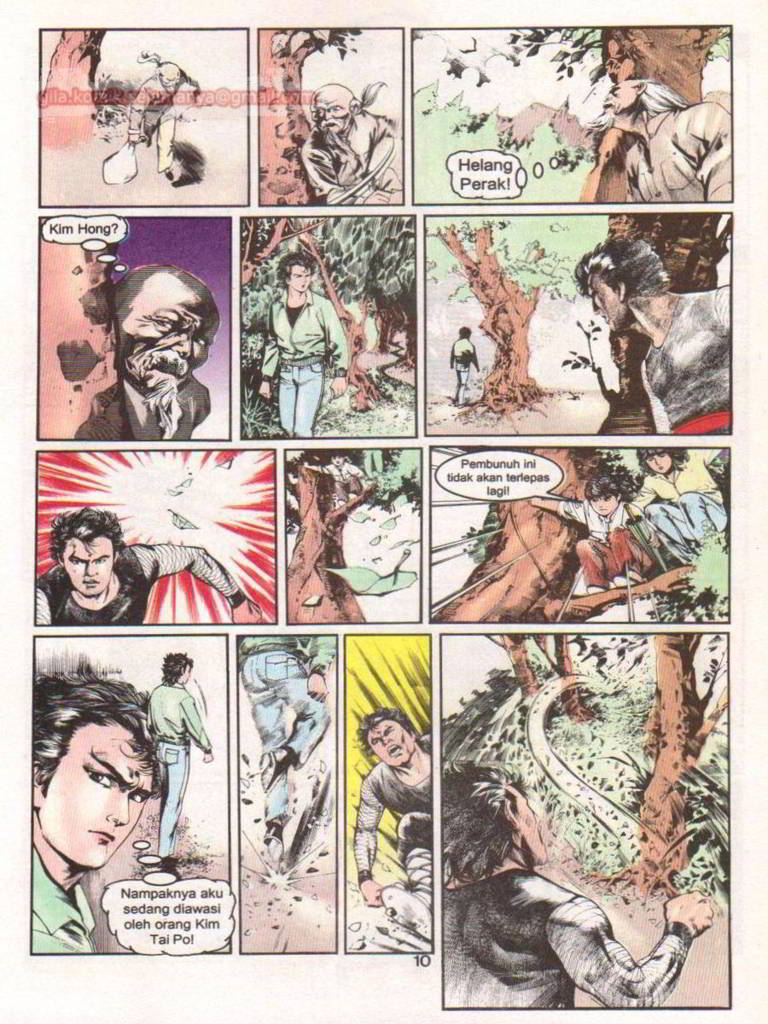 Helang
Perak!
Kim Hong?
Pembunuh ini
tidak akan terlepas
lagi!
Nampaknya aku
sedang diawasi
oleh orang Kim
Tai Po!
10